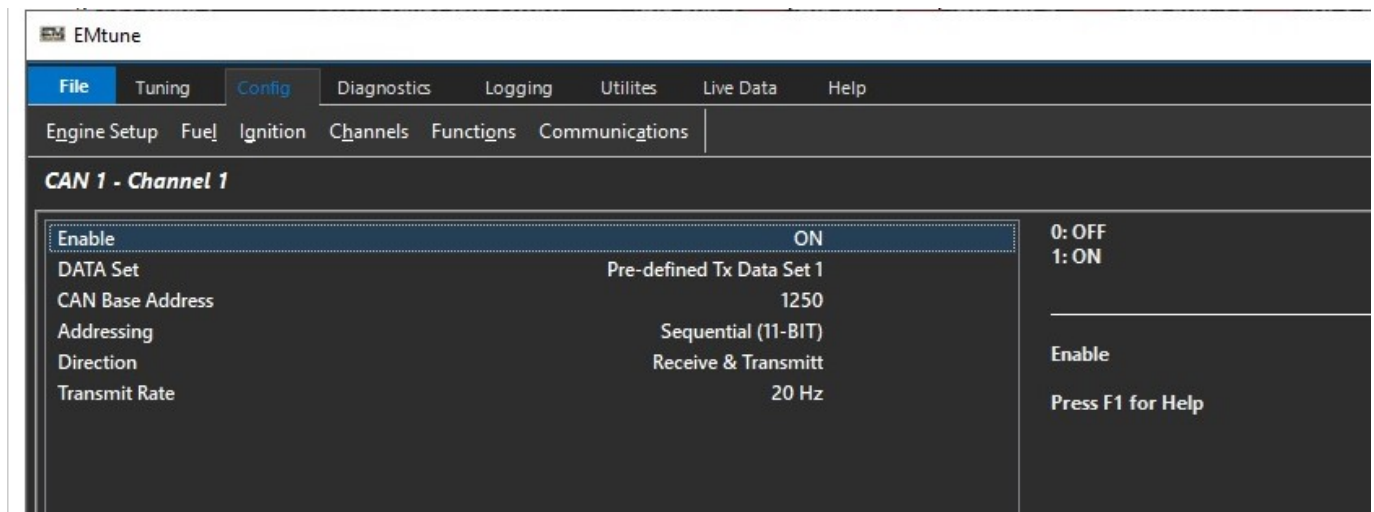 EMtune
File Tuning Config Diagnostics Logging Utilites Live Data Help
Engine Setup Fuel Ignition Channels Functions Communications
CAN 1 - Channel 1
Enable ON
DATA Set Pre-defined Tx Data Set 1
CAN Base Address 1250
Addressing Sequential (11-BIT)
Direction Receive & Transmitt
Transmit Rate 20 Hz
0: OFF
1: ON
Enable
Press F1 for Help